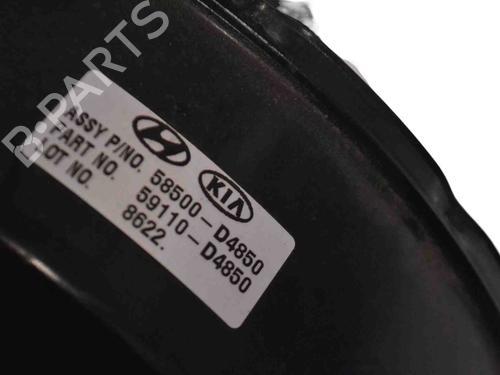 KIA
ASSY P/NO. 58500-D4850
PART NO. 59110-D4850
LOT NO. 8622.
B-PARTS